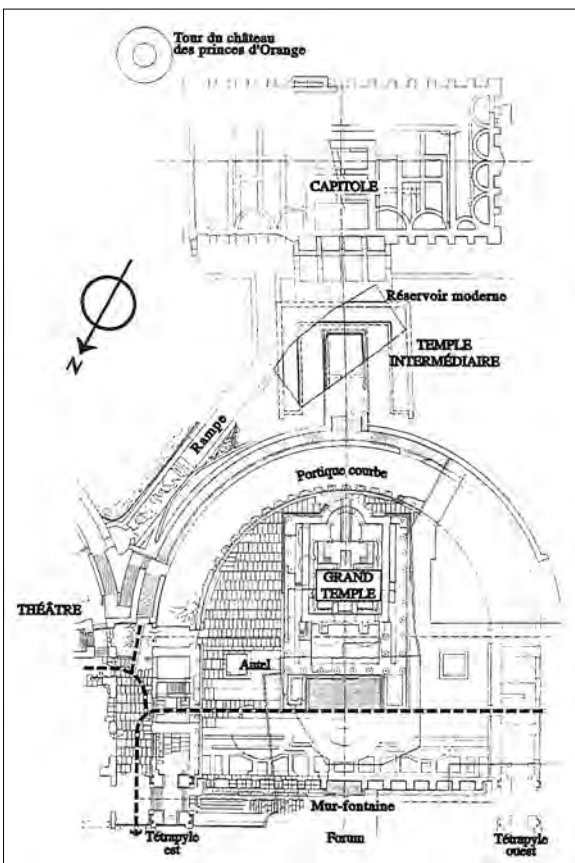 Tour du château
des princes d'Orange
CAPITOLE
Réservoir moderne
TEMPLE
INTERMÉDIAIRE
N
Rampe
Portique courbe
GRAND
TEMPLE
THÉÂTRE
Autel
Mur-fontaine
Tétrapyle
est
Forum
Tétrapyle
ouest